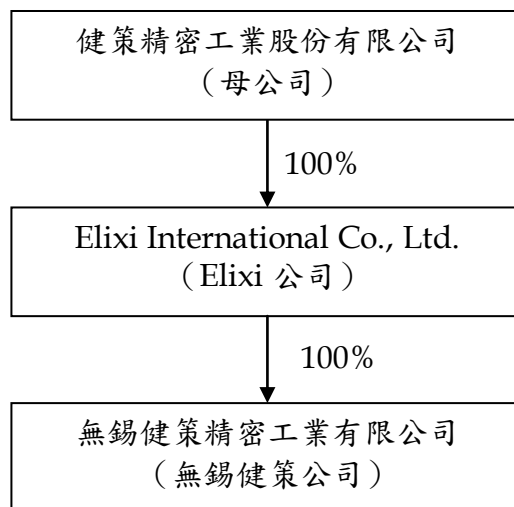 健策精密工業股份有限公司
（母公司）
100%
Elixi International Co., Ltd.
（Elixi 公司）
100%
無錫健策精密工業有限公司
（無錫健策公司）